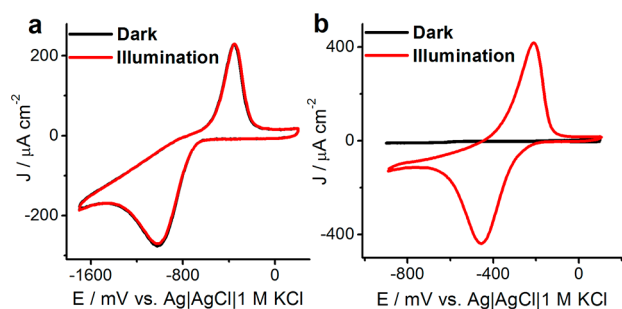 a
Dark
Illumination
J / µA cm-2
200
0
-200
-1600
-800
0
E / mV vs. Ag|AgCl|1 M KCl
b
Dark
Illumination
J / µA cm-2
400
0
-400
-800
-400
0
E / mV vs. Ag|AgCl|1 M KCl